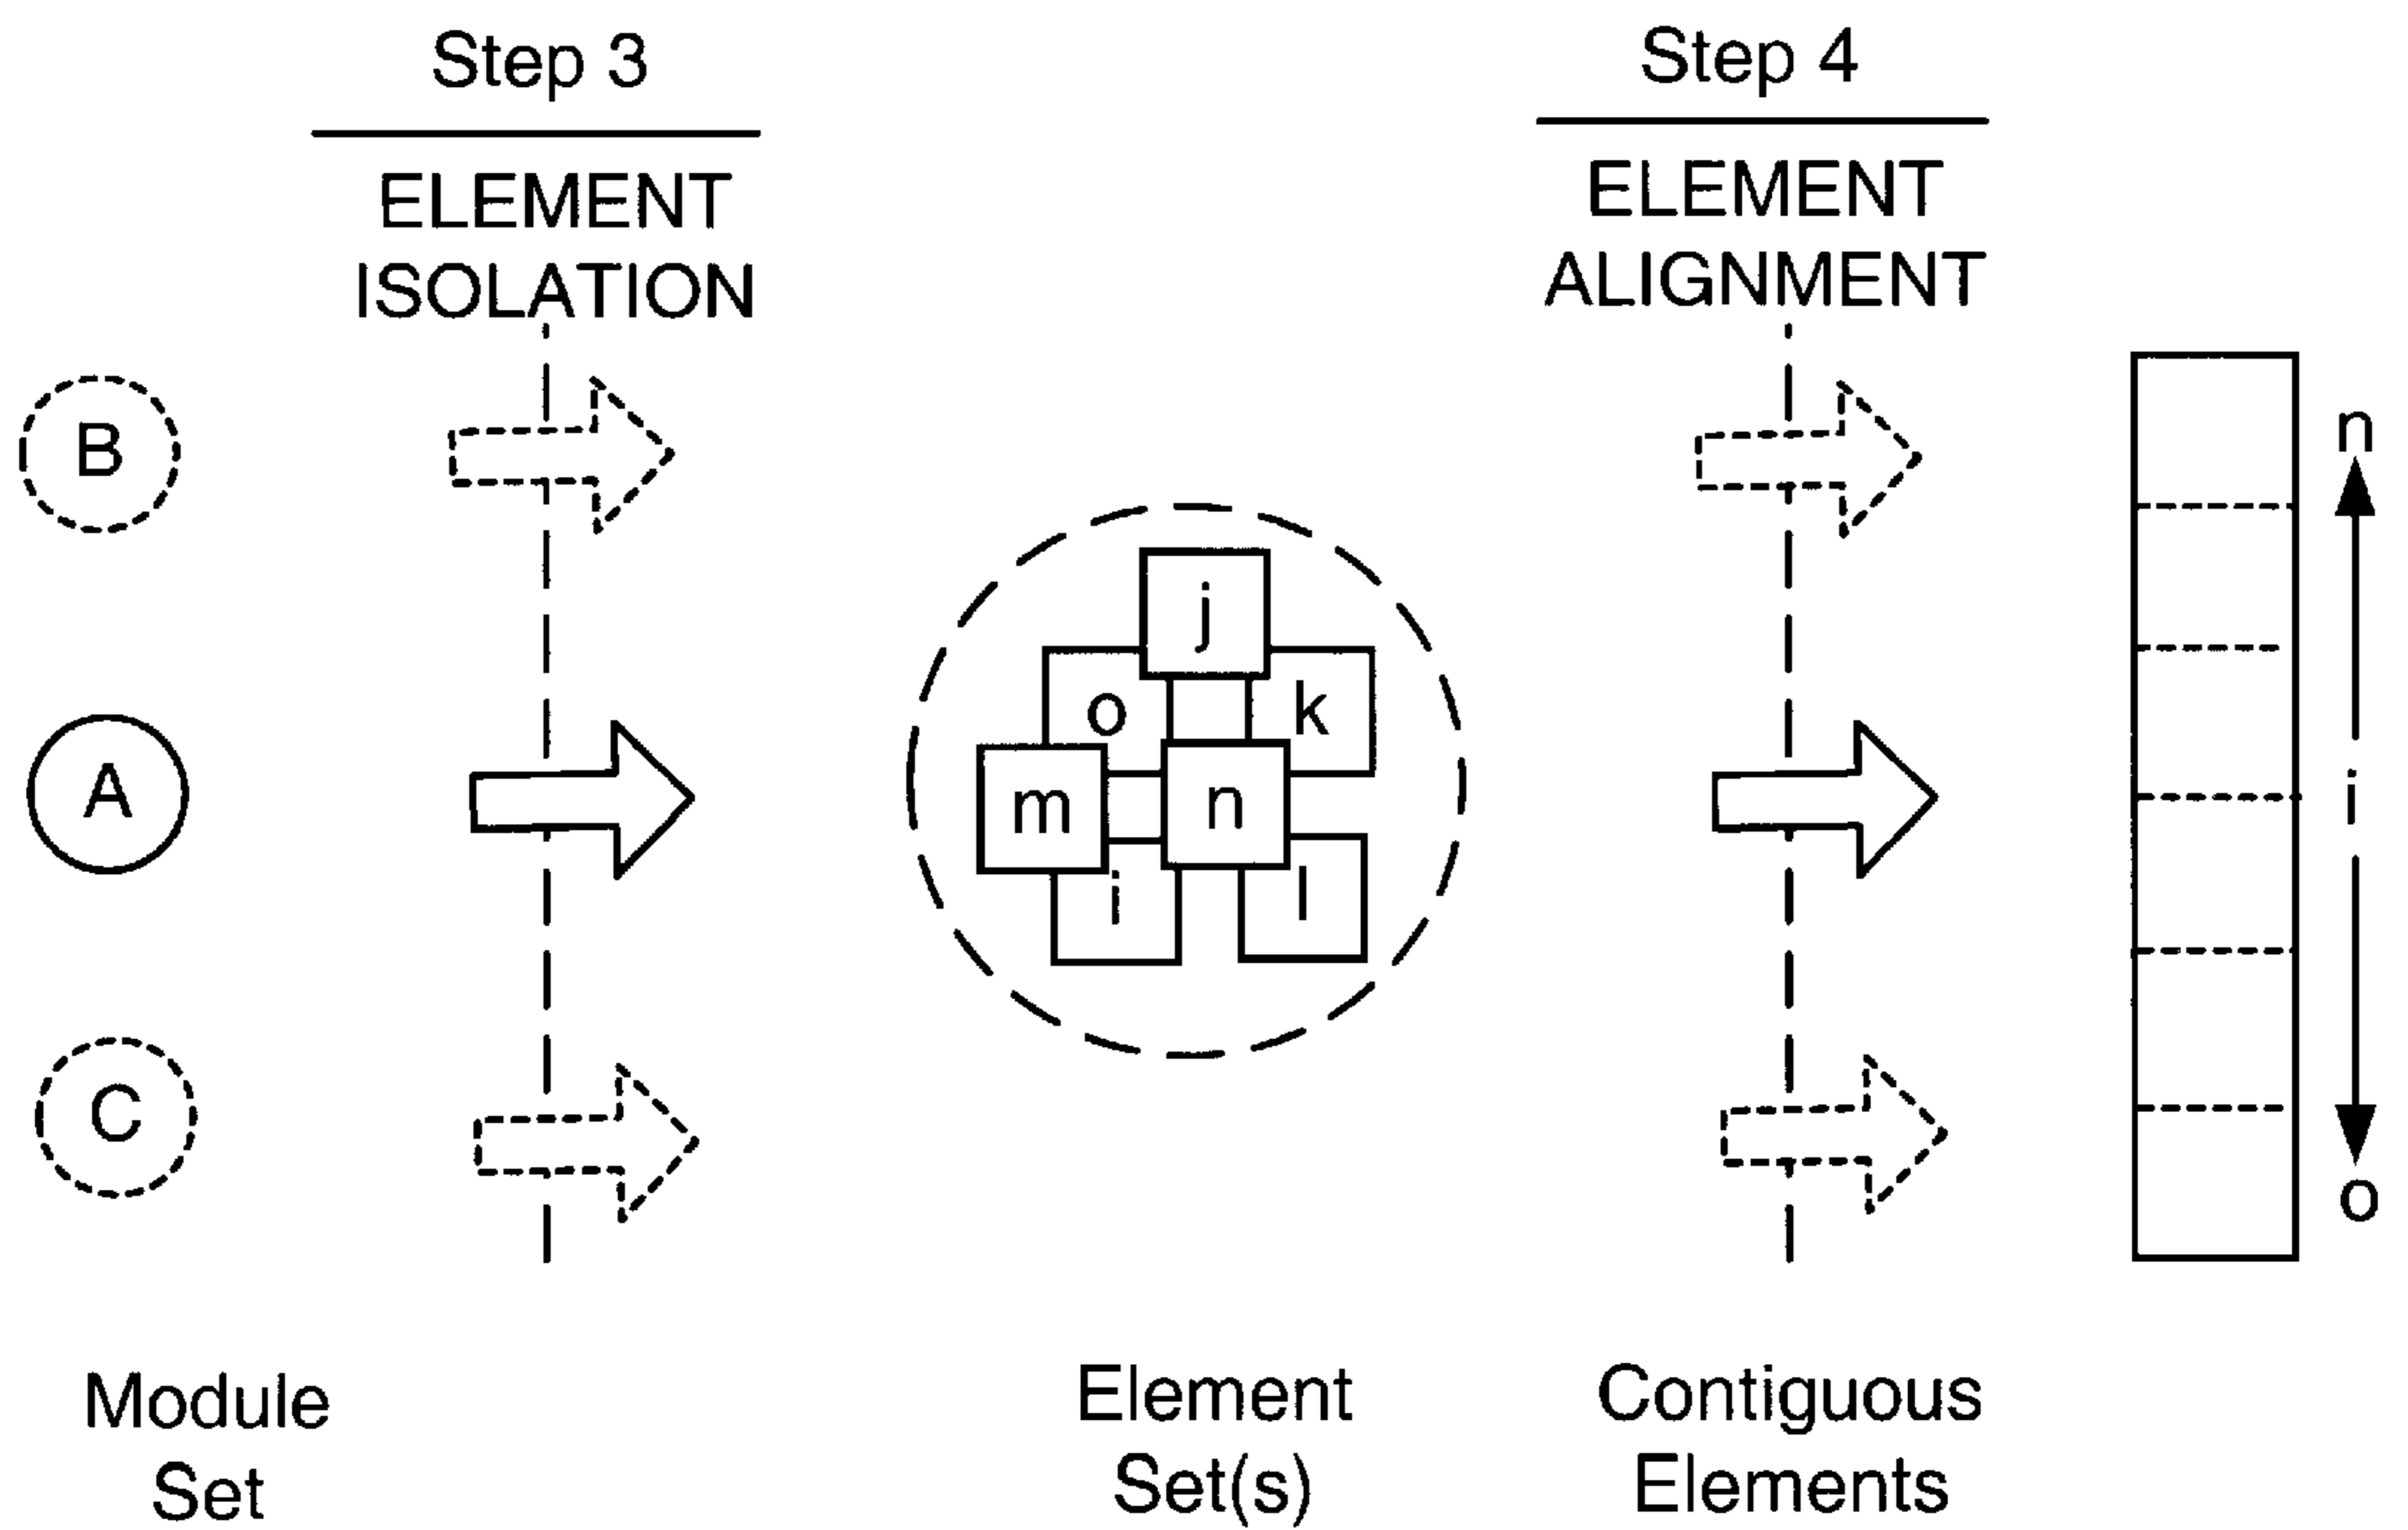 Step 3
ELEMENT
ISOLATION
Step 4
ELEMENT
ALIGNMENT
B
A
C
j
o
k
m
n
i
l
n
i
o
Module
Set
Element
Set(s)
Contiguous
Elements